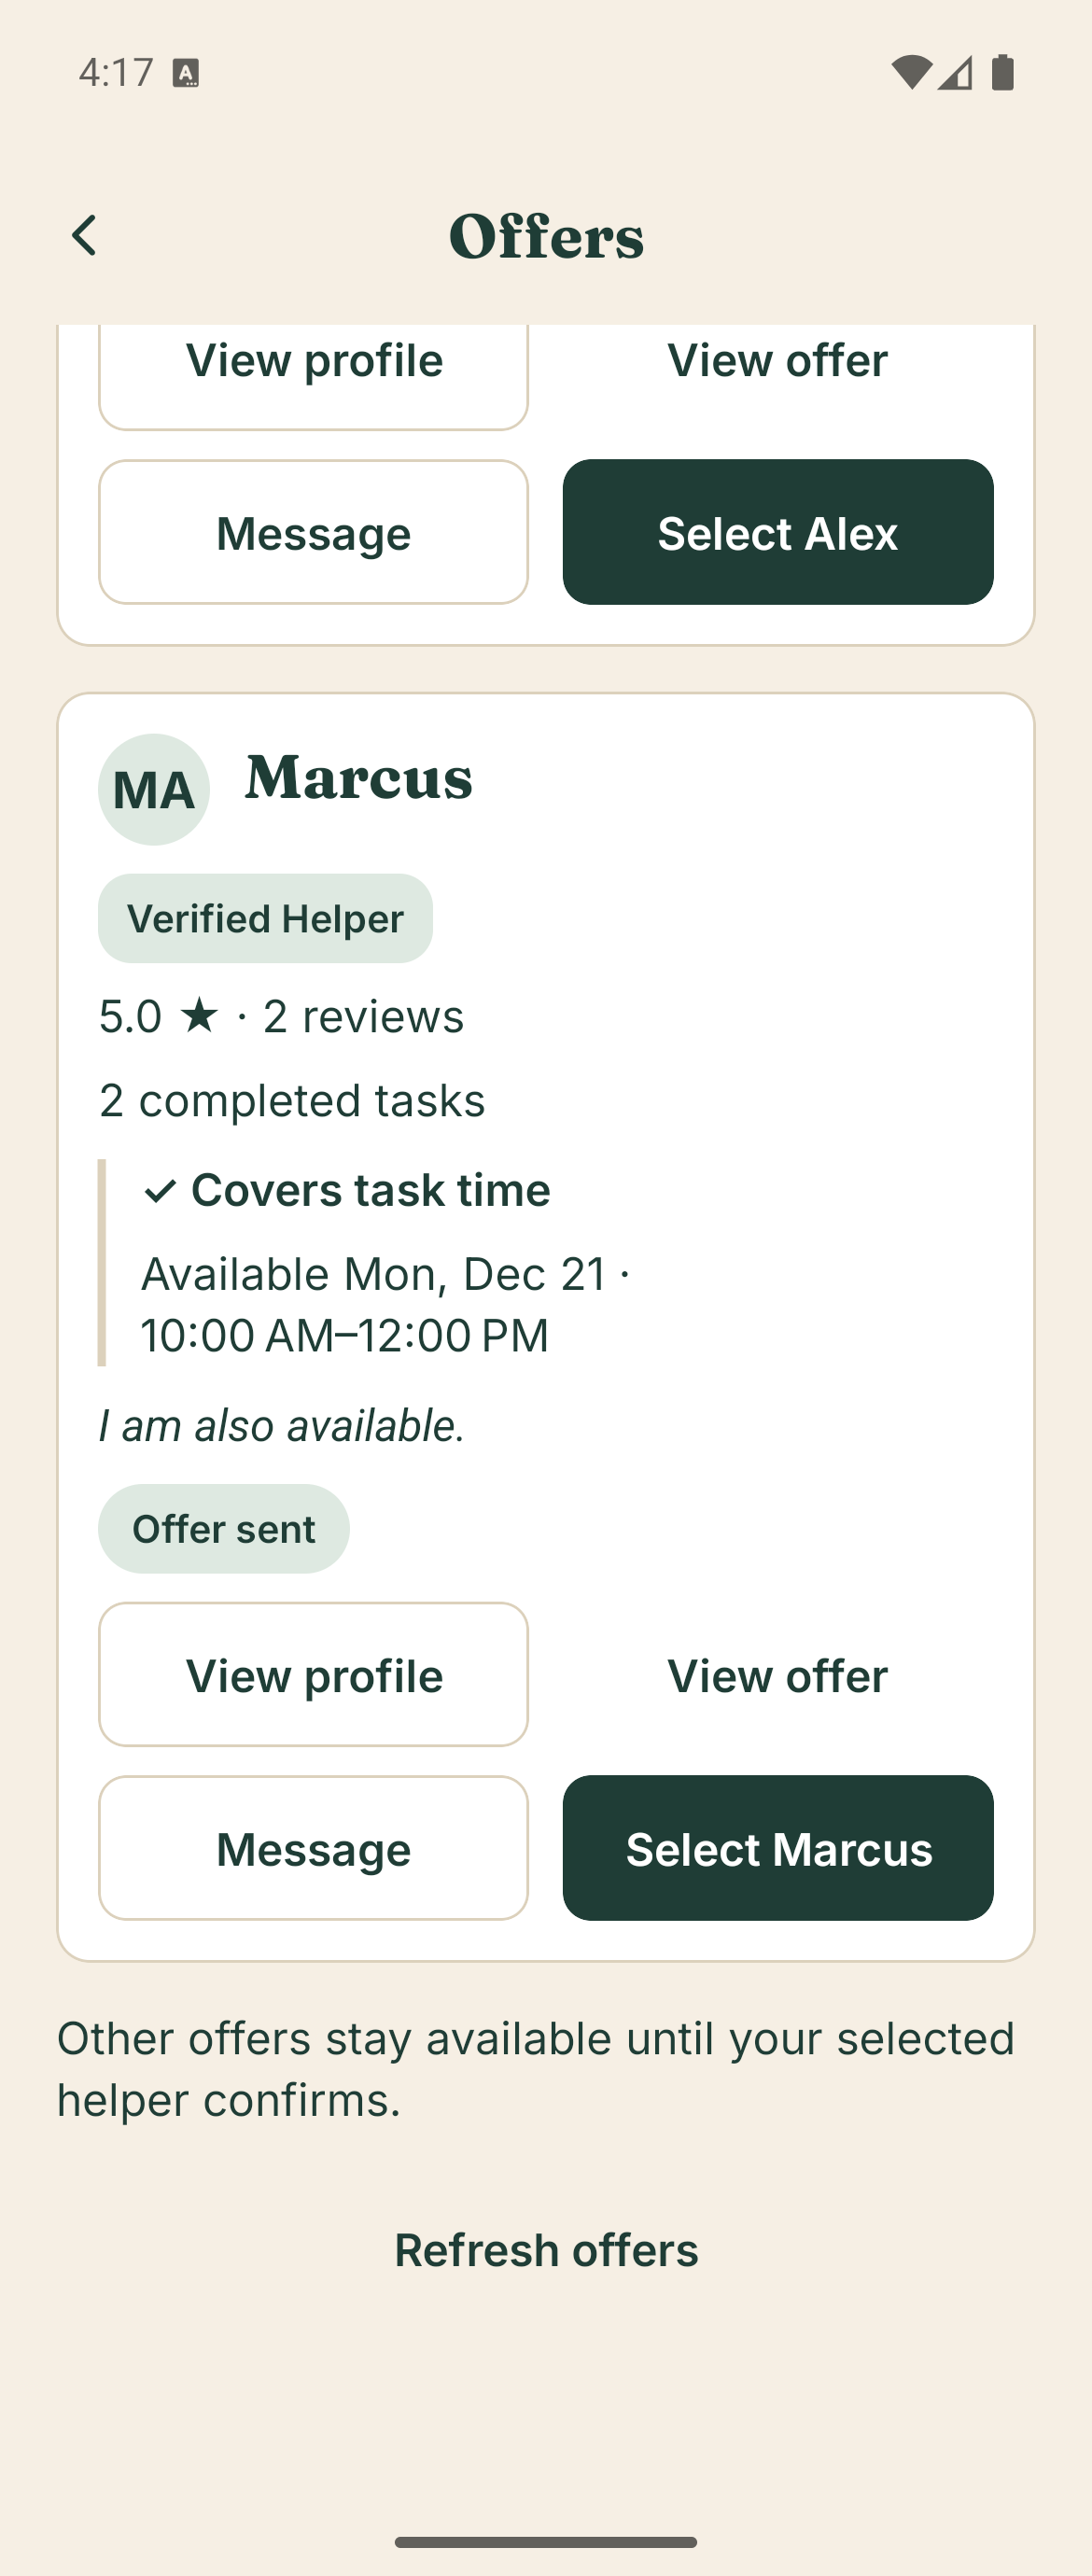 4:17
A
Offers
View profile
View offer
Message
Select Alex
MA
Marcus
Verified Helper
5.0 ★ · 2 reviews
2 completed tasks
✓ Covers task time
Available Mon, Dec 21 ·
10:00 AM–12:00 PM
I am also available.
Offer sent
View profile
View offer
Message
Select Marcus
Other offers stay available until your selected
helper confirms.
Refresh offers